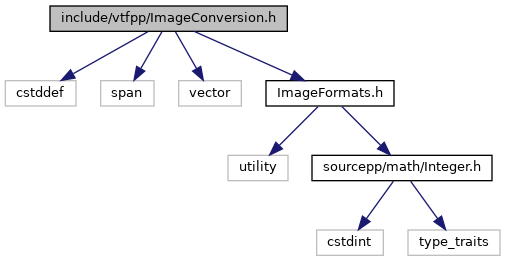 include/vtfpp/ImageConversion.h
cstddef
span
vector
ImageFormats.h
utility
sourcepp/math/Integer.h
cstdint
type_traits